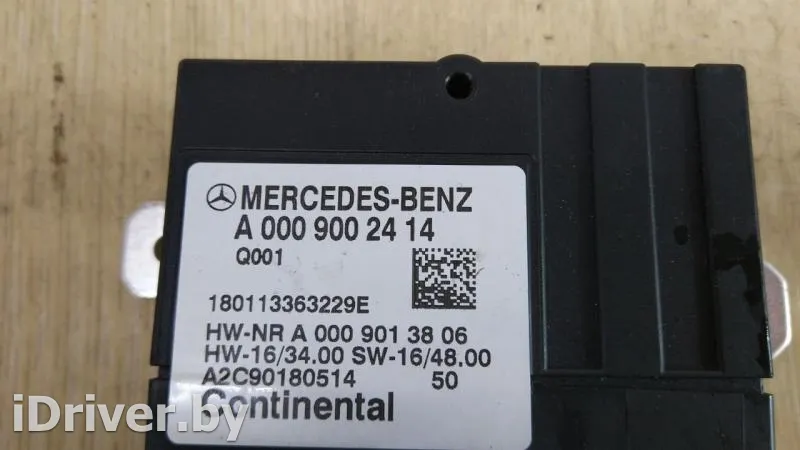 MERCEDES-BENZ
A 000 900 24 14
Q001
180113363229E
HW-NR A 000 901 38 06
HW-16/34.00 SW-16/48.00
A2C90180514 50
Continental
iDriver.by